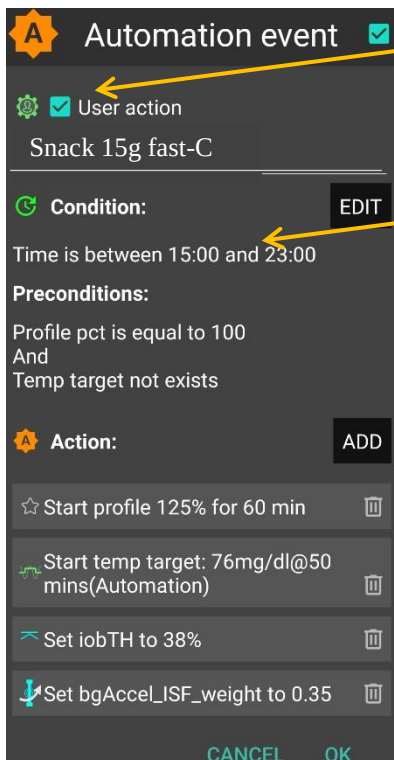 A Automation event
User action
Snack 15g fast-C
Condition: EDIT
Time is between 15:00 and 23:00
Preconditions:
Profile pct is equal to 100
And
Temp target not exists
A Action: ADD
Start profile 125% for 60 min
Start temp target: 76mg/dl@50
mins(Automation)
Set iobTH to 38%
Set bgAccel_ISF_weight to 0.35
CANCEL OK